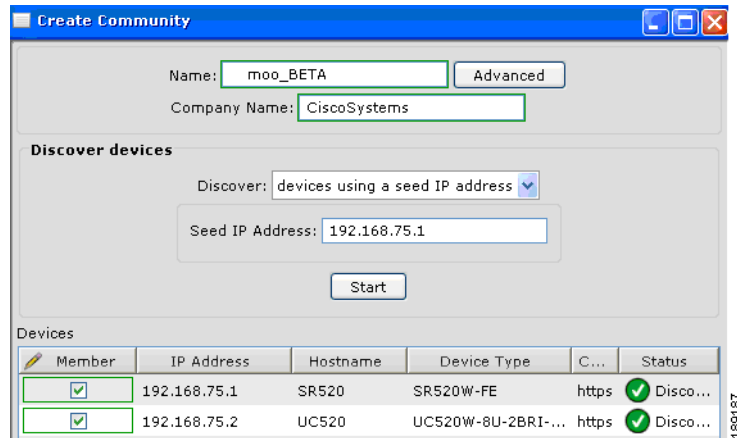 Create Community
Name: moo_BETA Advanced
Company Name: CiscoSystems
Discover devices
Discover: devices using a seed IP address
Seed IP Address: 192.168.75.1
Start
Devices
Member IP Address Hostname Device Type C... Status
192.168.75.1 SR520 SR520W-FE https Disco...
192.168.75.2 UC520 UC520W-8U-2BRI-... https Disco...
189187